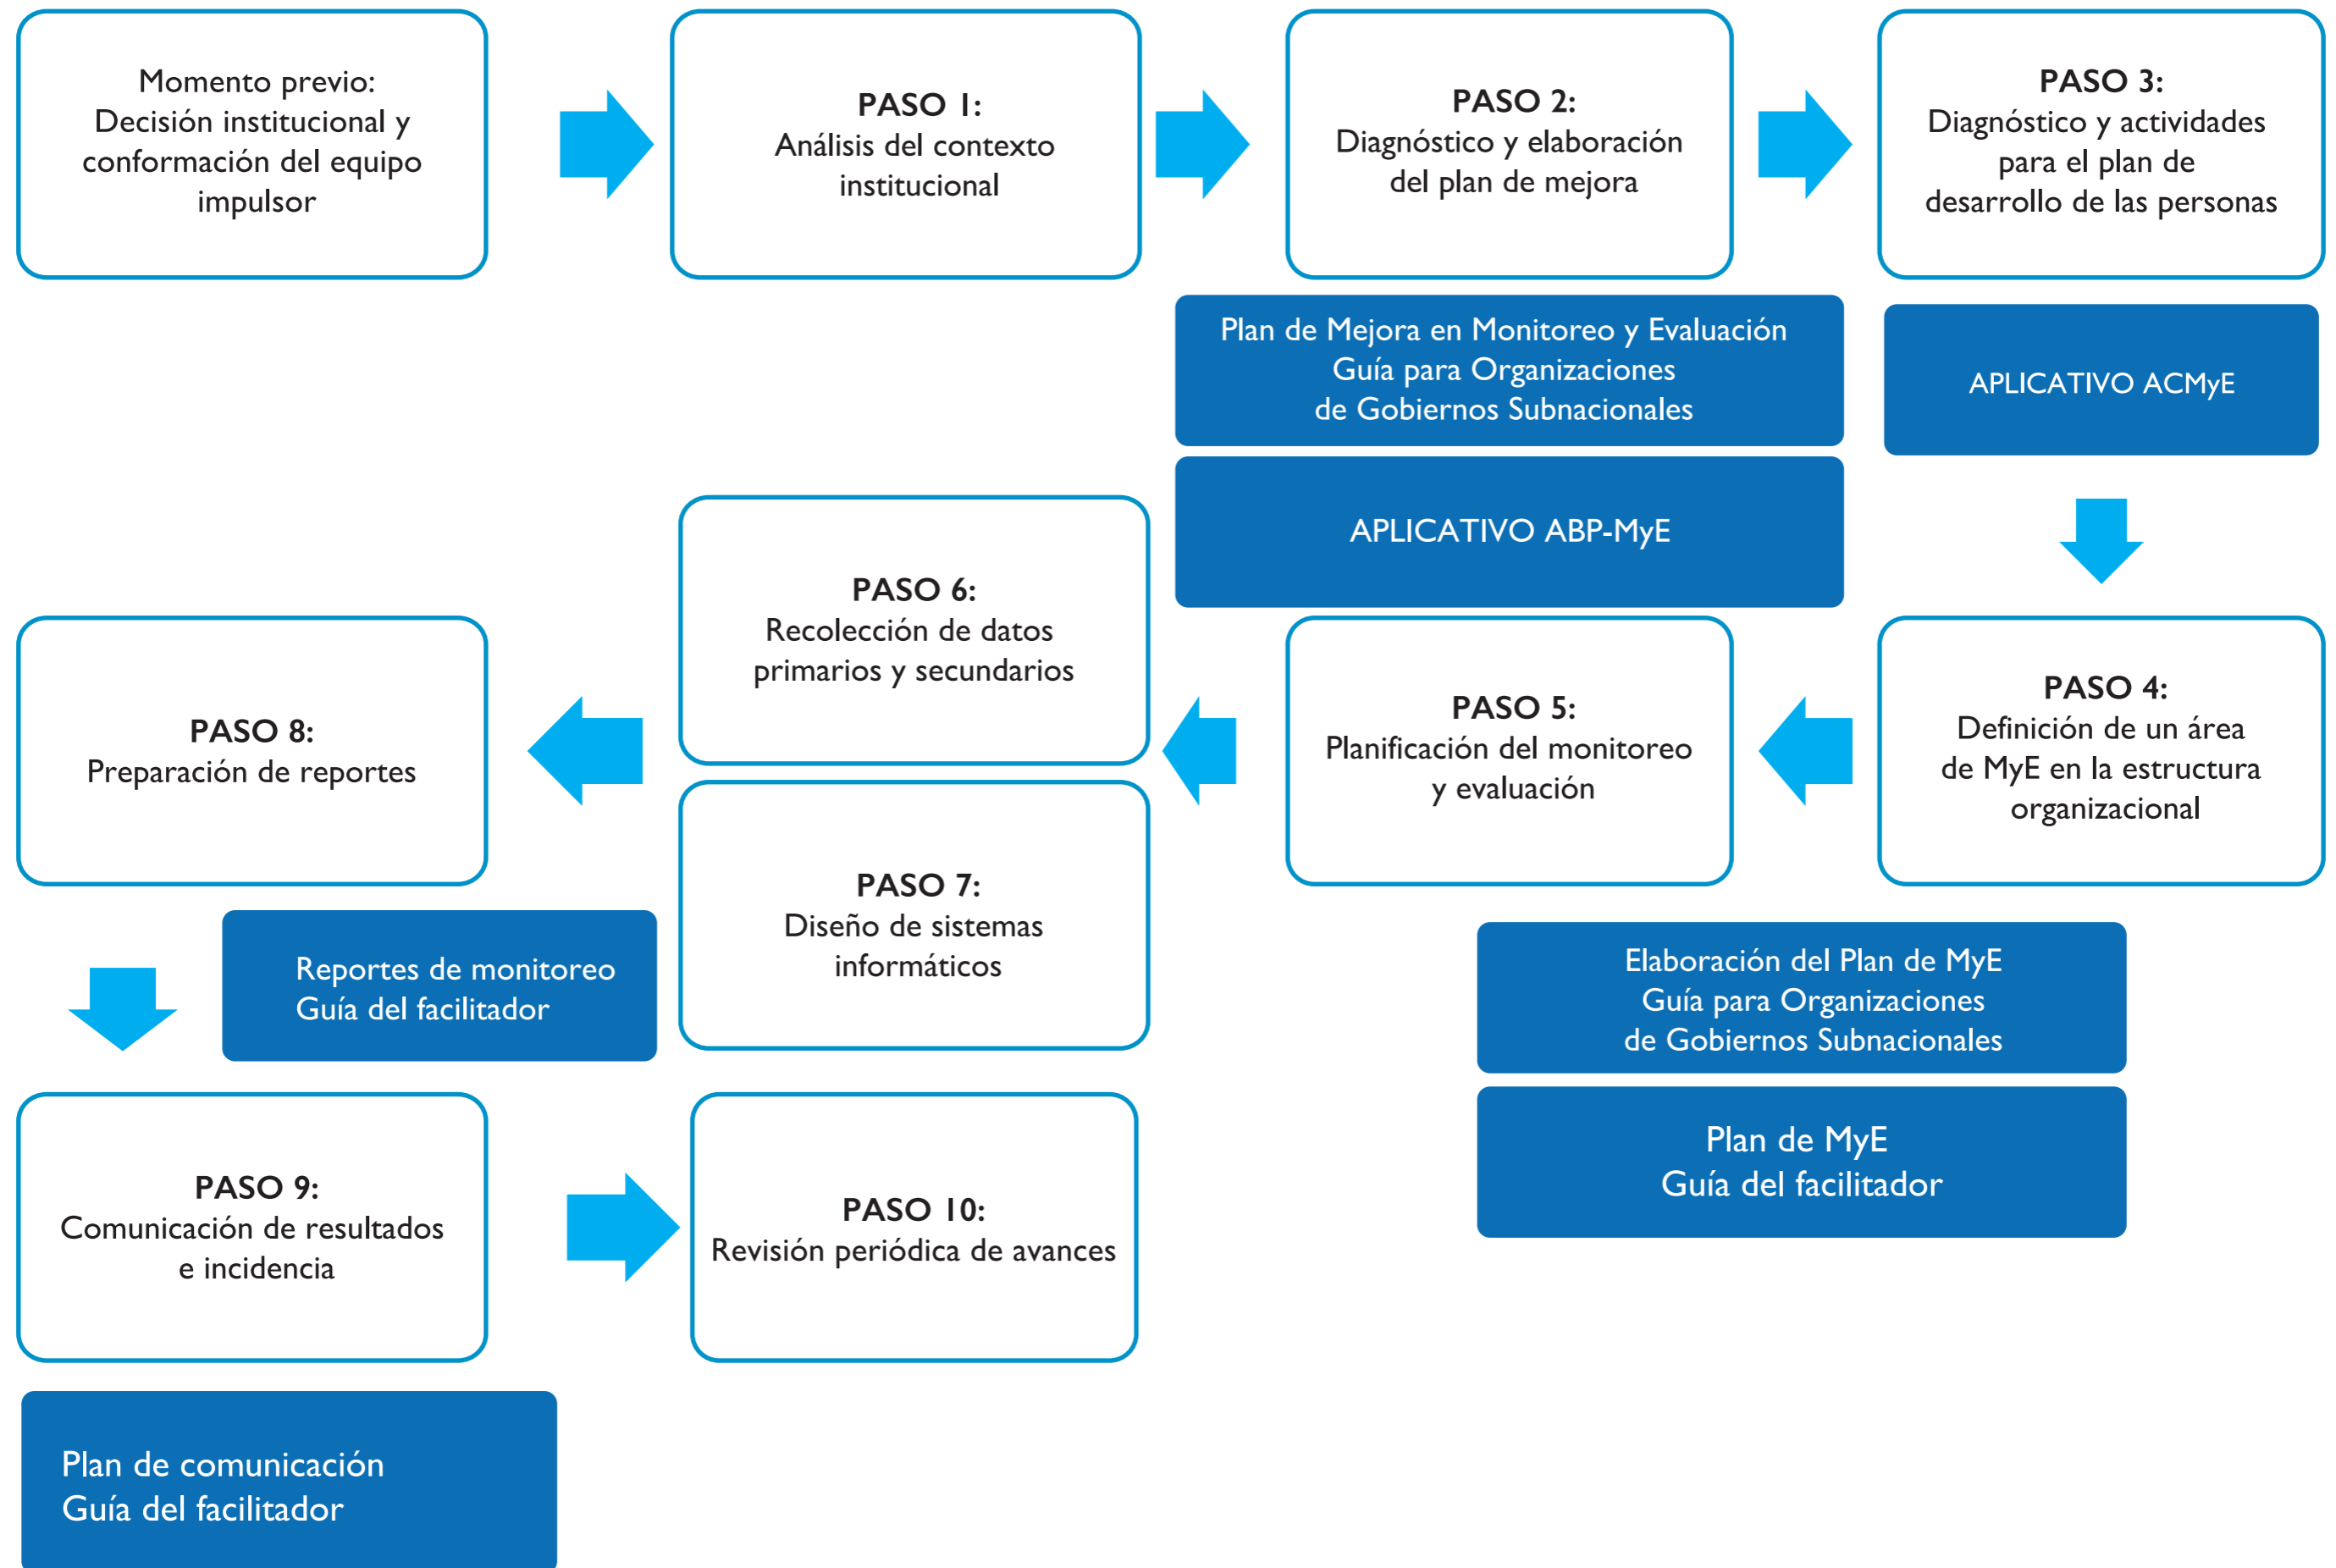 Momento previo:
Decisión institucional y
conformación del equipo
impulsor
PASO 1:
Análisis del contexto
institucional
PASO 2:
Diagnóstico y elaboración
del plan de mejora
PASO 3:
Diagnóstico y actividades
para el plan de
desarrollo de las personas
Plan de Mejora en Monitoreo y Evaluación
Guía para Organizaciones
de Gobiernos Subnacionales
APLICATIVO ABP-MyE
APLICATIVO ACMyE
PASO 4:
Definición de un área
de MyE en la estructura
organizacional
PASO 5:
Planificación del monitoreo
y evaluación
Elaboración del Plan de MyE
Guía para Organizaciones
de Gobiernos Subnacionales
Plan de MyE
Guía del facilitador
PASO 6:
Recolección de datos
primarios y secundarios
PASO 7:
Diseño de sistemas
informáticos
PASO 8:
Preparación de reportes
Reportes de monitoreo
Guía del facilitador
PASO 9:
Comunicación de resultados
e incidencia
Plan de comunicación
Guía del facilitador
PASO 10:
Revisión periódica de avances